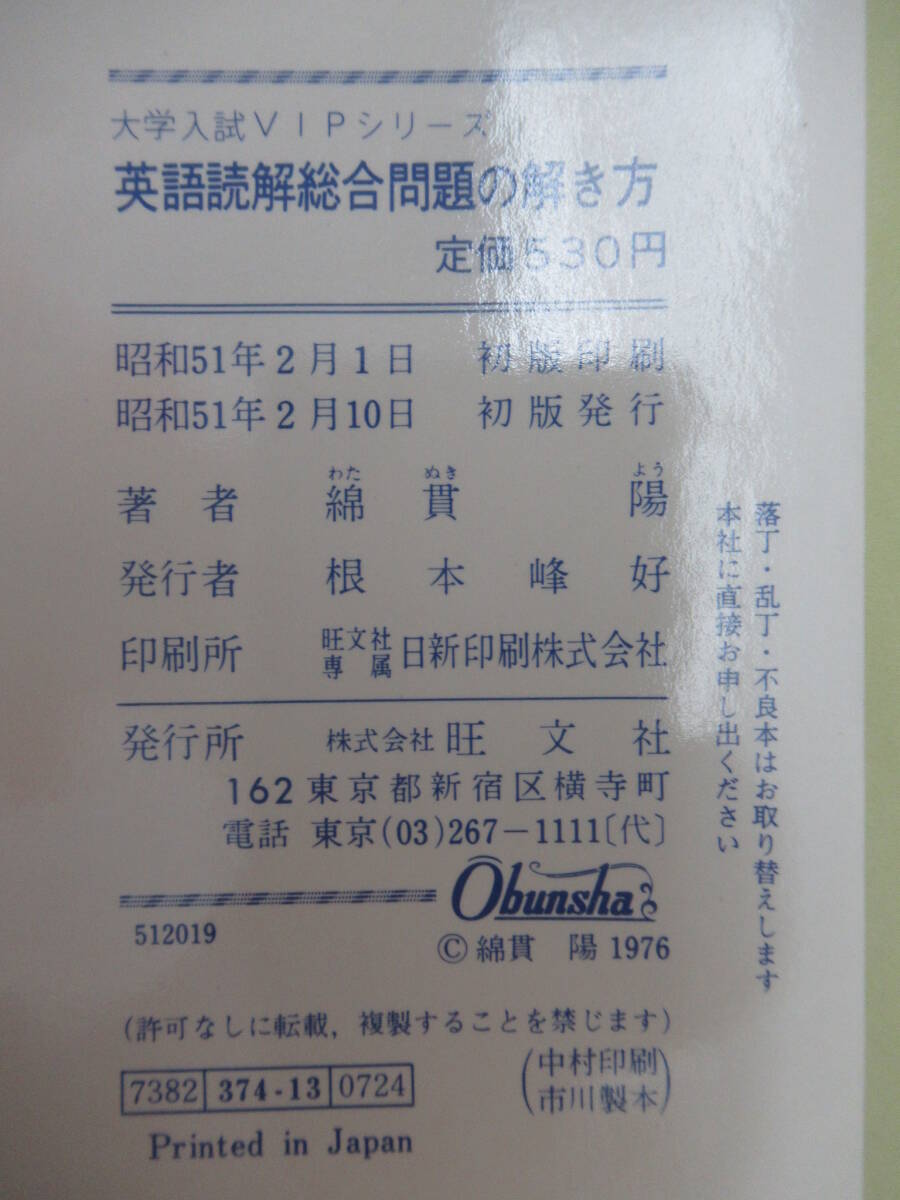 大学入試VIPシリーズ
英語読解総合問題の解き方
定価530円
昭和51年2月1日 初版印刷
昭和51年2月10日 初版発行
わた ぬき よう
著者 綿貫 陽
発行者 根本峰好
印刷所 旺文社専属 日新印刷株式会社
発行所 株式会社 旺文社
162 東京都新宿区横寺町
電話 東京(03)267-1111〔代〕
Obunsha
512019
© 綿貫 陽 1976
(許可なしに転載, 複製することを禁じます)
7382 374-13 0724
(中村印刷
市川製本)
Printed in Japan
落丁・乱丁・不良本はお取り替えします
本社に直接お申し出ください